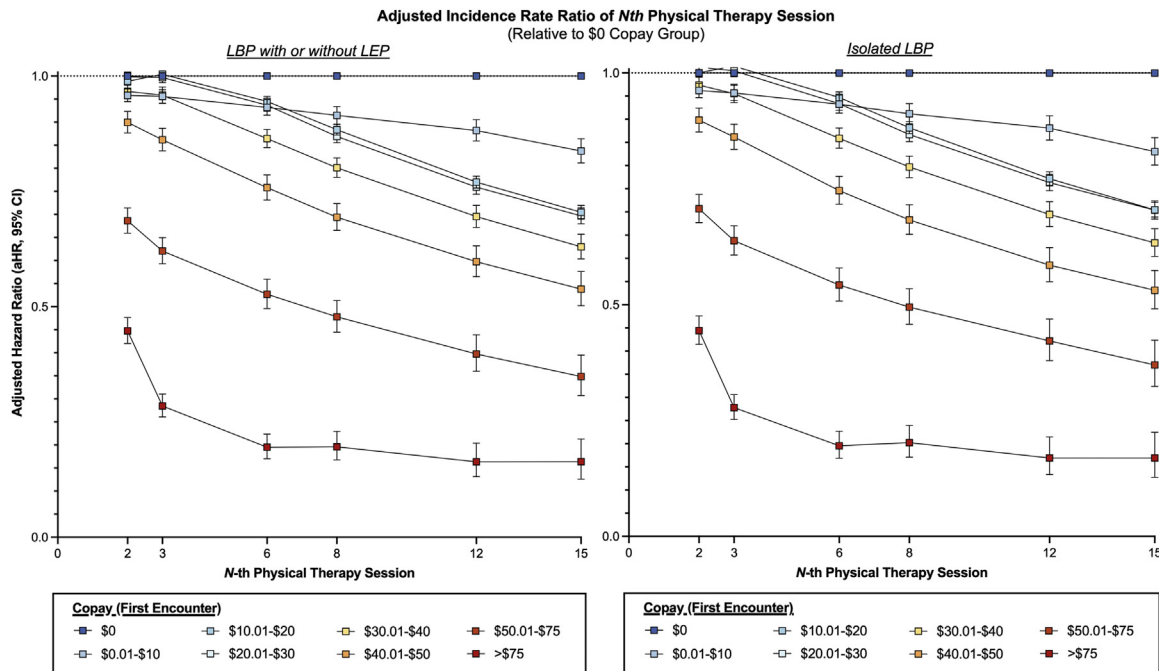 Adjusted Incidence Rate Ratio of Nth Physical Therapy Session
(Relative to $0 Copay Group)
LBP with or without LEP
Isolated LBP
Adjusted Hazard Ratio (aHR, 95% CI)
1.0
0.5
0.0
0 2 3 6 8 12 15
N-th Physical Therapy Session
1.0
0.5
0.0
0 2 3 6 8 12 15
N-th Physical Therapy Session
Copay (First Encounter)
$0 $10.01-$20 $30.01-$40 $50.01-$75
$0.01-$10 $20.01-$30 $40.01-$50 >$75
Copay (First Encounter)
$0 $10.01-$20 $30.01-$40 $50.01-$75
$0.01-$10 $20.01-$30 $40.01-$50 >$75